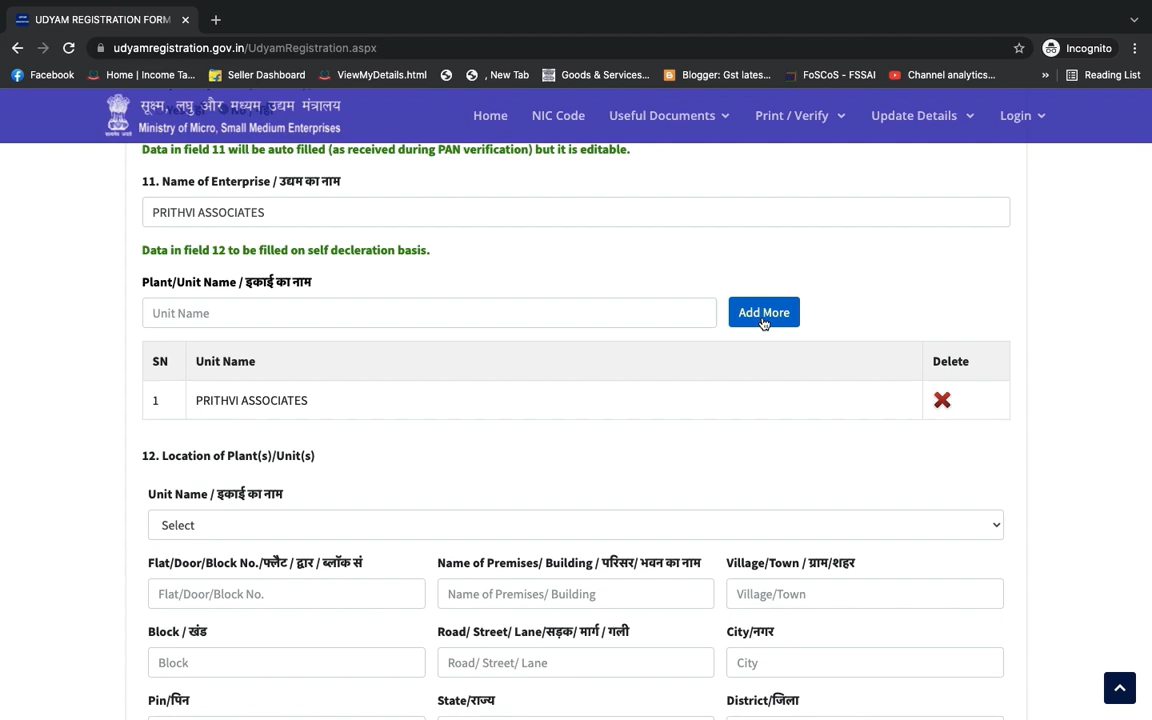 UDYAM REGISTRATION FORM
udyamregistration.gov.in/UdyamRegistration.aspx
Incognito
Facebook
Home | Income Ta...
Seller Dashboard
ViewMyDetails.html
, New Tab
Goods & Services...
Blogger: Gst lates...
FoSCoS - FSSAI
Channel analytics...
»
Reading List
सूक्ष्म, लघु और मध्यम उद्यम मंत्रालय
Ministry of Micro, Small Medium Enterprises
Home
NIC Code
Useful Documents
Print / Verify
Update Details
Login
Data in field 11 will be auto filled (as received during PAN verification) but it is editable.
11. Name of Enterprise / उद्यम का नाम
PRITHVI ASSOCIATES
Data in field 12 to be filled on self decleration basis.
Plant/Unit Name / इकाई का नाम
Unit Name
Add More
SN Unit Name Delete
1 PRITHVI ASSOCIATES
12. Location of Plant(s)/Unit(s)
Unit Name / इकाई का नाम
Select
Flat/Door/Block No./फ्लैट / द्वार / ब्लॉक सं Name of Premises/ Building / परिसर/ भवन का नाम Village/Town / ग्राम/शहर
Flat/Door/Block No. Name of Premises/ Building Village/Town
Block / खंड Road/ Street/ Lane/सड़क/ मार्ग / गली City/नगर
Block Road/ Street/ Lane City
Pin/पिन State/राज्य District/जिला